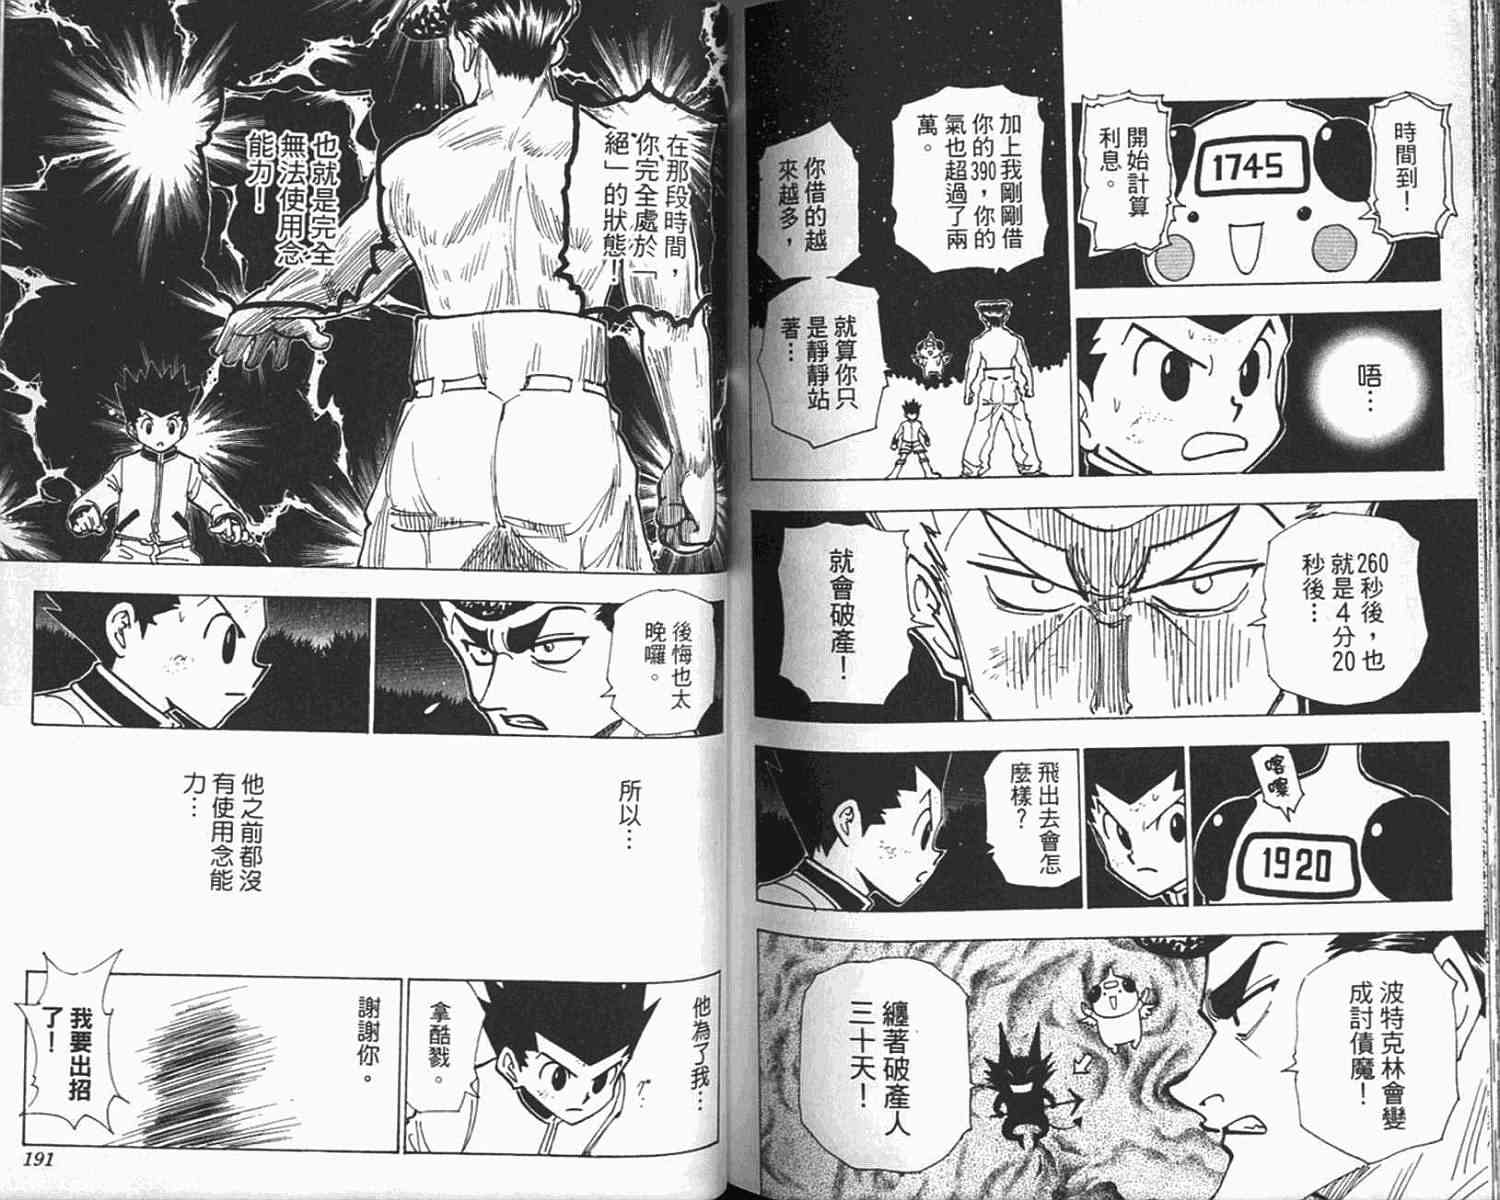 時間到！
1745
開始計算
利息。
唔…
加上我剛剛借
你的390，你的
氣也超過了兩
萬。
你借的越
來越多，
就算你只
是靜靜站
著…
260秒後，也
就是4分20
秒後…
就會破產！
喀嚓
1920
飛出去會怎
麼樣？
波特克林會變
成討債魔！
纏著破產人
三十天！
在那段時間，
你完全處於「
絕」的狀態！
也就是完全
無法使用念
能力！
後悔也太
晚囉。
所以…
他之前都沒
有使用念能
力…
他為了我…
拿酷戮。
謝謝你。
我要出招
了！
191